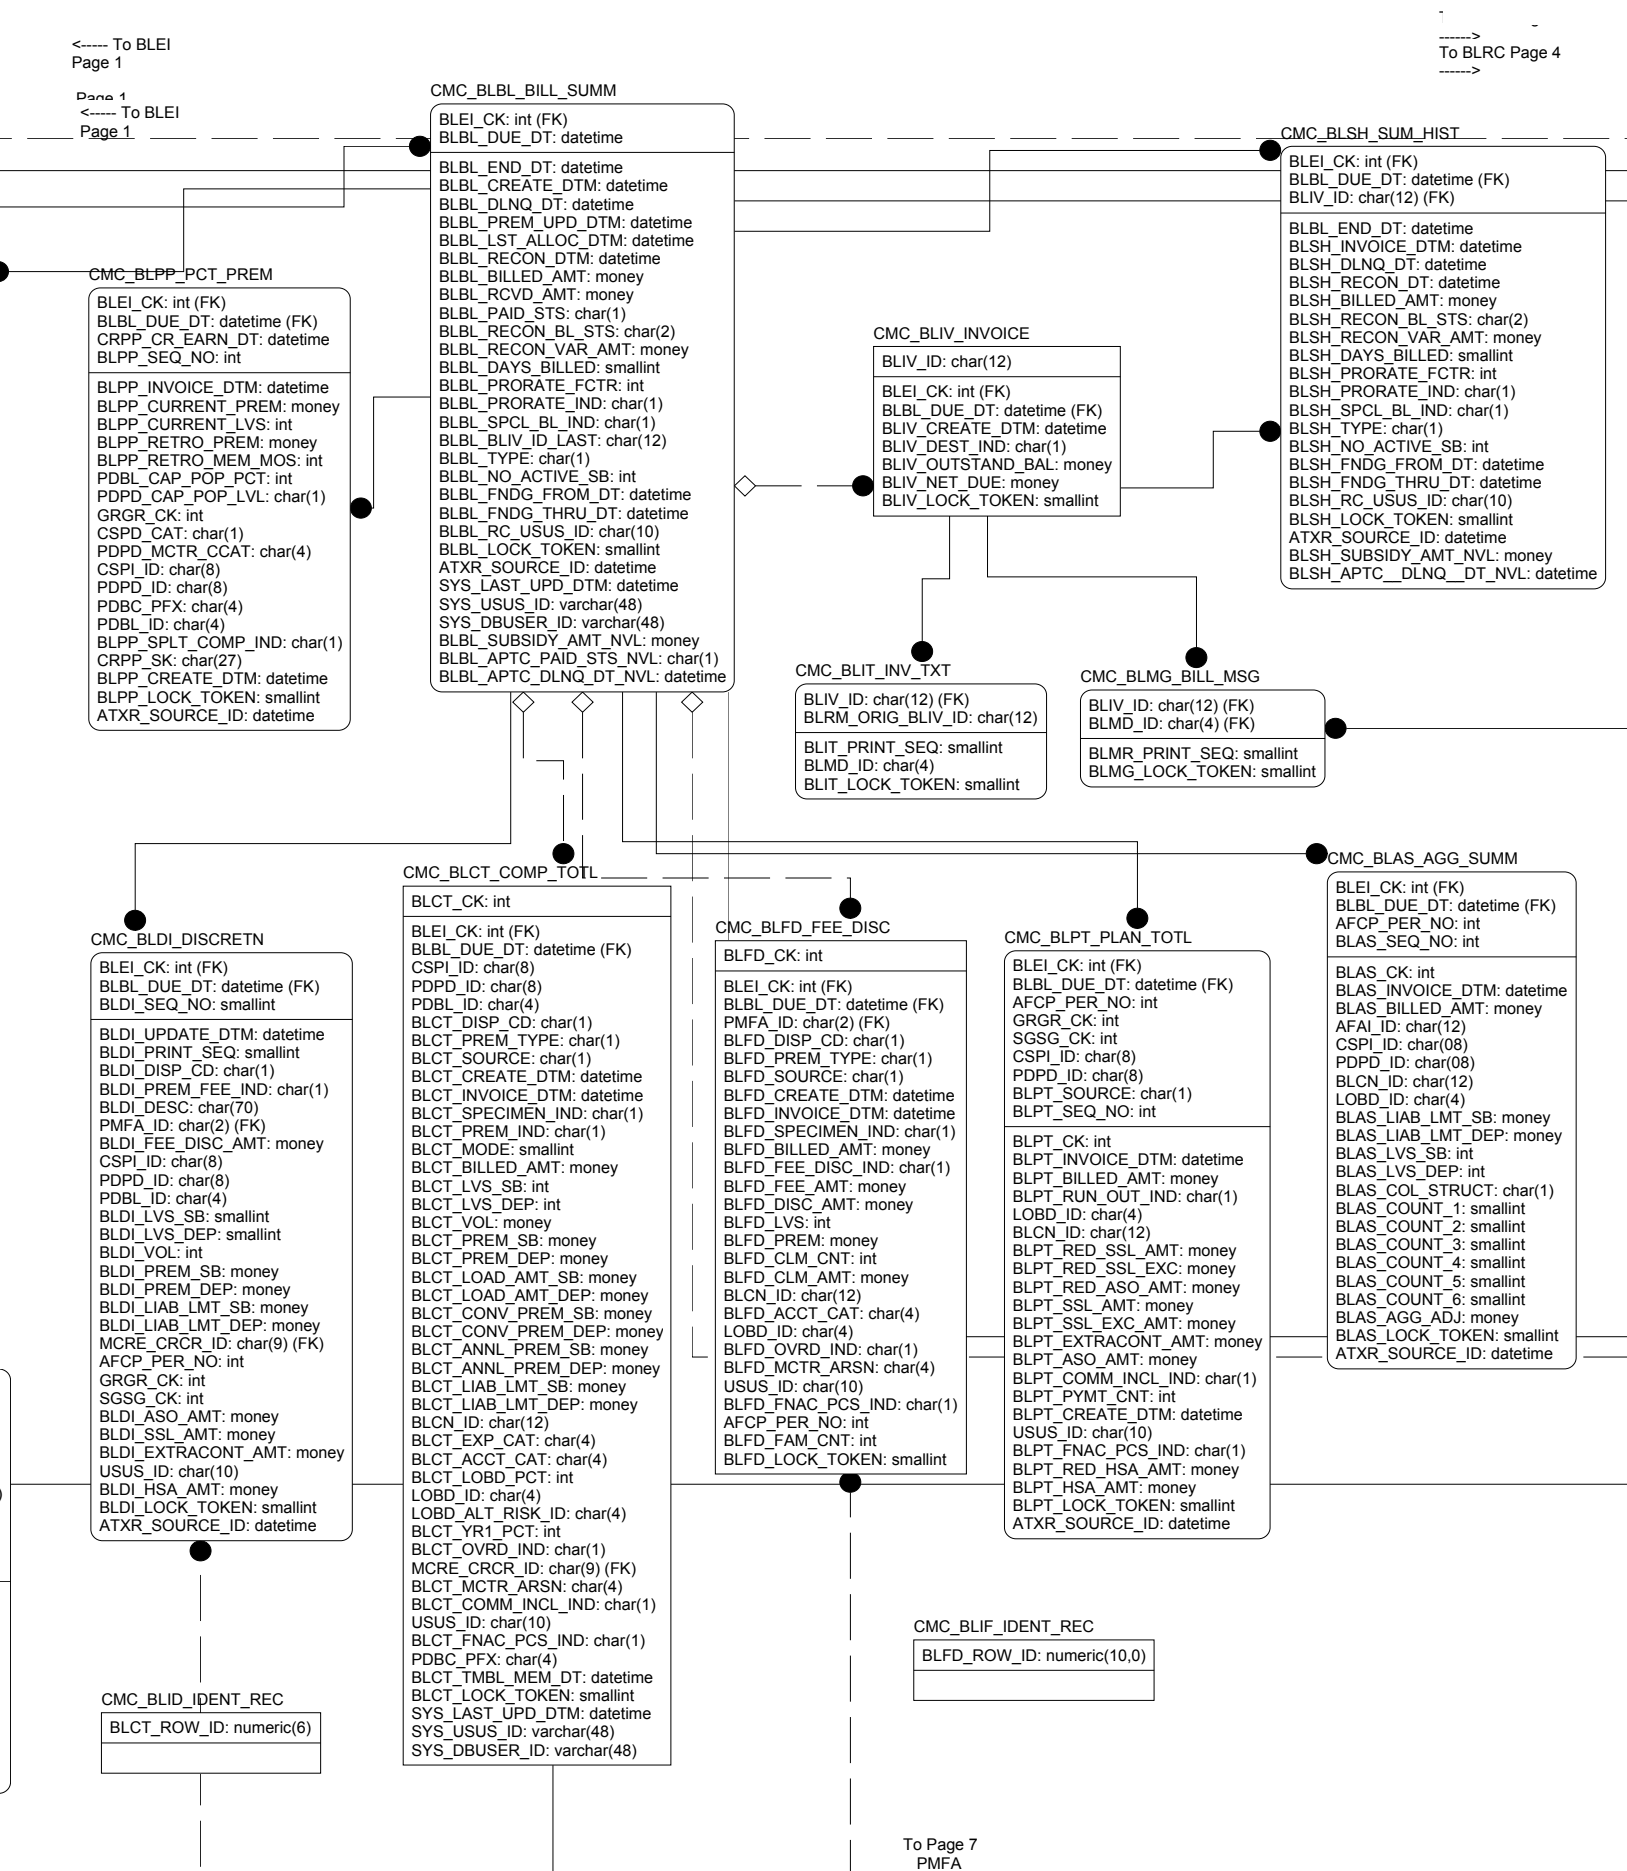 <----- To BLEI
Page 1
Page 1
<----- To BLEI
Page 1
------>
To BLRC Page 4
------>
CMC_BLBL_BILL_SUMM
BLEI_CK: int (FK)
BLBL_DUE_DT: datetime
BLBL_END_DT: datetime
BLBL_CREATE_DTM: datetime
BLBL_DLNQ_DT: datetime
BLBL_PREM_UPD_DTM: datetime
BLBL_LST_ALLOC_DTM: datetime
BLBL_RECON_DTM: datetime
BLBL_BILLED_AMT: money
BLBL_RCVD_AMT: money
BLBL_PAID_STS: char(1)
BLBL_RECON_BL_STS: char(2)
BLBL_RECON_VAR_AMT: money
BLBL_DAYS_BILLED: smallint
BLBL_PRORATE_FCTR: int
BLBL_PRORATE_IND: char(1)
BLBL_SPCL_BL_IND: char(1)
BLBL_BLIV_ID_LAST: char(12)
BLBL_TYPE: char(1)
BLBL_NO_ACTIVE_SB: int
BLBL_FNDG_FROM_DT: datetime
BLBL_FNDG_THRU_DT: datetime
BLBL_RC_USUS_ID: char(10)
BLBL_LOCK_TOKEN: smallint
ATXR_SOURCE_ID: datetime
SYS_LAST_UPD_DTM: datetime
SYS_USUS_ID: varchar(48)
SYS_DBUSER_ID: varchar(48)
BLBL_SUBSIDY_AMT_NVL: money
BLBL_APTC_PAID_STS_NVL: char(1)
BLBL_APTC_DLNQ_DT_NVL: datetime
CMC_BLSH_SUM_HIST
BLEI_CK: int (FK)
BLBL_DUE_DT: datetime (FK)
BLIV_ID: char(12) (FK)
BLBL_END_DT: datetime
BLSH_INVOICE_DTM: datetime
BLSH_DLNQ_DT: datetime
BLSH_RECON_DT: datetime
BLSH_BILLED_AMT: money
BLSH_RECON_BL_STS: char(2)
BLSH_RECON_VAR_AMT: money
BLSH_DAYS_BILLED: smallint
BLSH_PRORATE_FCTR: int
BLSH_PRORATE_IND: char(1)
BLSH_SPCL_BL_IND: char(1)
BLSH_TYPE: char(1)
BLSH_NO_ACTIVE_SB: int
BLSH_FNDG_FROM_DT: datetime
BLSH_FNDG_THRU_DT: datetime
BLSH_RC_USUS_ID: char(10)
BLSH_LOCK_TOKEN: smallint
ATXR_SOURCE_ID: datetime
BLSH_SUBSIDY_AMT_NVL: money
BLSH_APTC__DLNQ__DT_NVL: datetime
CMC_BLPP_PCT_PREM
BLEI_CK: int (FK)
BLBL_DUE_DT: datetime (FK)
CRPP_CR_EARN_DT: datetime
BLPP_SEQ_NO: int
BLPP_INVOICE_DTM: datetime
BLPP_CURRENT_PREM: money
BLPP_CURRENT_LVS: int
BLPP_RETRO_PREM: money
BLPP_RETRO_MEM_MOS: int
PDBL_CAP_POP_PCT: int
PDPD_CAP_POP_LVL: char(1)
GRGR_CK: int
CSPD_CAT: char(1)
PDPD_MCTR_CCAT: char(4)
CSPI_ID: char(8)
PDPD_ID: char(8)
PDBC_PFX: char(4)
PDBL_ID: char(4)
BLPP_SPLT_COMP_IND: char(1)
CRPP_SK: char(27)
BLPP_CREATE_DTM: datetime
BLPP_LOCK_TOKEN: smallint
ATXR_SOURCE_ID: datetime
CMC_BLIV_INVOICE
BLIV_ID: char(12)
BLEI_CK: int (FK)
BLBL_DUE_DT: datetime (FK)
BLIV_CREATE_DTM: datetime
BLIV_DEST_IND: char(1)
BLIV_OUTSTAND_BAL: money
BLIV_NET_DUE: money
BLIV_LOCK_TOKEN: smallint
CMC_BLIT_INV_TXT
BLIV_ID: char(12) (FK)
BLRM_ORIG_BLIV_ID: char(12)
BLIT_PRINT_SEQ: smallint
BLMD_ID: char(4)
BLIT_LOCK_TOKEN: smallint
CMC_BLMG_BILL_MSG
BLIV_ID: char(12) (FK)
BLMD_ID: char(4) (FK)
BLMR_PRINT_SEQ: smallint
BLMG_LOCK_TOKEN: smallint
CMC_BLDI_DISCRETN
BLEI_CK: int (FK)
BLBL_DUE_DT: datetime (FK)
BLDI_SEQ_NO: smallint
BLDI_UPDATE_DTM: datetime
BLDI_PRINT_SEQ: smallint
BLDI_DISP_CD: char(1)
BLDI_PREM_FEE_IND: char(1)
BLDI_DESC: char(70)
PMFA_ID: char(2) (FK)
BLDI_FEE_DISC_AMT: money
CSPI_ID: char(8)
PDPD_ID: char(8)
PDBL_ID: char(4)
BLDI_LVS_SB: smallint
BLDI_LVS_DEP: smallint
BLDI_VOL: int
BLDI_PREM_SB: money
BLDI_PREM_DEP: money
BLDI_LIAB_LMT_SB: money
BLDI_LIAB_LMT_DEP: money
MCRE_CRCR_ID: char(9) (FK)
AFCP_PER_NO: int
GRGR_CK: int
SGSG_CK: int
BLDI_ASO_AMT: money
BLDI_SSL_AMT: money
BLDI_EXTRACONT_AMT: money
USUS_ID: char(10)
BLDI_HSA_AMT: money
BLDI_LOCK_TOKEN: smallint
ATXR_SOURCE_ID: datetime
CMC_BLCT_COMP_TOTL
BLCT_CK: int
BLEI_CK: int (FK)
BLBL_DUE_DT: datetime (FK)
CSPI_ID: char(8)
PDPD_ID: char(8)
PDBL_ID: char(4)
BLCT_DISP_CD: char(1)
BLCT_PREM_TYPE: char(1)
BLCT_SOURCE: char(1)
BLCT_CREATE_DTM: datetime
BLCT_INVOICE_DTM: datetime
BLCT_SPECIMEN_IND: char(1)
BLCT_PREM_IND: char(1)
BLCT_MODE: smallint
BLCT_BILLED_AMT: money
BLCT_LVS_SB: int
BLCT_LVS_DEP: int
BLCT_VOL: money
BLCT_PREM_SB: money
BLCT_PREM_DEP: money
BLCT_LOAD_AMT_SB: money
BLCT_LOAD_AMT_DEP: money
BLCT_CONV_PREM_SB: money
BLCT_CONV_PREM_DEP: money
BLCT_ANNL_PREM_SB: money
BLCT_ANNL_PREM_DEP: money
BLCT_LIAB_LMT_SB: money
BLCT_LIAB_LMT_DEP: money
BLCN_ID: char(12)
BLCT_EXP_CAT: char(4)
BLCT_ACCT_CAT: char(4)
BLCT_LOBD_PCT: int
LOBD_ID: char(4)
LOBD_ALT_RISK_ID: char(4)
BLCT_YR1_PCT: int
BLCT_OVRD_IND: char(1)
MCRE_CRCR_ID: char(9) (FK)
BLCT_MCTR_ARSN: char(4)
BLCT_COMM_INCL_IND: char(1)
USUS_ID: char(10)
BLCT_FNAC_PCS_IND: char(1)
PDBC_PFX: char(4)
BLCT_TMBL_MEM_DT: datetime
BLCT_LOCK_TOKEN: smallint
SYS_LAST_UPD_DTM: datetime
SYS_USUS_ID: varchar(48)
SYS_DBUSER_ID: varchar(48)
CMC_BLFD_FEE_DISC
BLFD_CK: int
BLEI_CK: int (FK)
BLBL_DUE_DT: datetime (FK)
PMFA_ID: char(2) (FK)
BLFD_DISP_CD: char(1)
BLFD_PREM_TYPE: char(1)
BLFD_SOURCE: char(1)
BLFD_CREATE_DTM: datetime
BLFD_INVOICE_DTM: datetime
BLFD_SPECIMEN_IND: char(1)
BLFD_BILLED_AMT: money
BLFD_FEE_DISC_IND: char(1)
BLFD_FEE_AMT: money
BLFD_DISC_AMT: money
BLFD_LVS: int
BLFD_PREM: money
BLFD_CLM_CNT: int
BLFD_CLM_AMT: money
BLCN_ID: char(12)
BLFD_ACCT_CAT: char(4)
LOBD_ID: char(4)
BLFD_OVRD_IND: char(1)
BLFD_MCTR_ARSN: char(4)
USUS_ID: char(10)
BLFD_FNAC_PCS_IND: char(1)
AFCP_PER_NO: int
BLFD_FAM_CNT: int
BLFD_LOCK_TOKEN: smallint
CMC_BLPT_PLAN_TOTL
BLEI_CK: int (FK)
BLBL_DUE_DT: datetime (FK)
AFCP_PER_NO: int
GRGR_CK: int
SGSG_CK: int
CSPI_ID: char(8)
PDPD_ID: char(8)
BLPT_SOURCE: char(1)
BLPT_SEQ_NO: int
BLPT_CK: int
BLPT_INVOICE_DTM: datetime
BLPT_BILLED_AMT: money
BLPT_RUN_OUT_IND: char(1)
LOBD_ID: char(4)
BLCN_ID: char(12)
BLPT_RED_SSL_AMT: money
BLPT_RED_SSL_EXC: money
BLPT_RED_ASO_AMT: money
BLPT_SSL_AMT: money
BLPT_SSL_EXC_AMT: money
BLPT_EXTRACONT_AMT: money
BLPT_ASO_AMT: money
BLPT_COMM_INCL_IND: char(1)
BLPT_PYMT_CNT: int
BLPT_CREATE_DTM: datetime
USUS_ID: char(10)
BLPT_FNAC_PCS_IND: char(1)
BLPT_RED_HSA_AMT: money
BLPT_HSA_AMT: money
BLPT_LOCK_TOKEN: smallint
ATXR_SOURCE_ID: datetime
CMC_BLAS_AGG_SUMM
BLEI_CK: int (FK)
BLBL_DUE_DT: datetime (FK)
AFCP_PER_NO: int
BLAS_SEQ_NO: int
BLAS_CK: int
BLAS_INVOICE_DTM: datetime
BLAS_BILLED_AMT: money
AFAI_ID: char(12)
CSPI_ID: char(08)
PDPD_ID: char(08)
BLCN_ID: char(12)
LOBD_ID: char(4)
BLAS_LIAB_LMT_SB: money
BLAS_LIAB_LMT_DEP: money
BLAS_LVS_SB: int
BLAS_LVS_DEP: int
BLAS_COL_STRUCT: char(1)
BLAS_COUNT_1: smallint
BLAS_COUNT_2: smallint
BLAS_COUNT_3: smallint
BLAS_COUNT_4: smallint
BLAS_COUNT_5: smallint
BLAS_COUNT_6: smallint
BLAS_AGG_ADJ: money
BLAS_LOCK_TOKEN: smallint
ATXR_SOURCE_ID: datetime
)
CMC_BLID_IDENT_REC
BLCT_ROW_ID: numeric(6)
CMC_BLIF_IDENT_REC
BLFD_ROW_ID: numeric(10,0)
To Page 7
PMFA